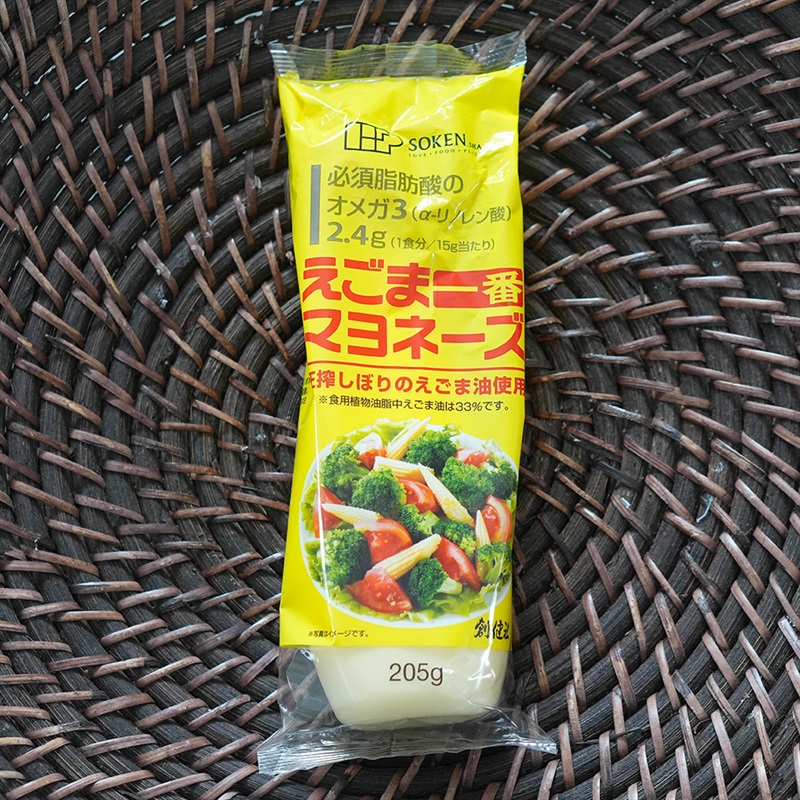 SOKEN SHA
LOVE・FOOD・
必須脂肪酸の
オメガ3(α-リノレン酸)
2.4g(1食分/15g当たり)
えごま一番
マヨネーズ
圧搾しぼりのえごま油使用
※食用植物油脂中えごま油は33%です。
※写真はイメージです。
創健社
205g